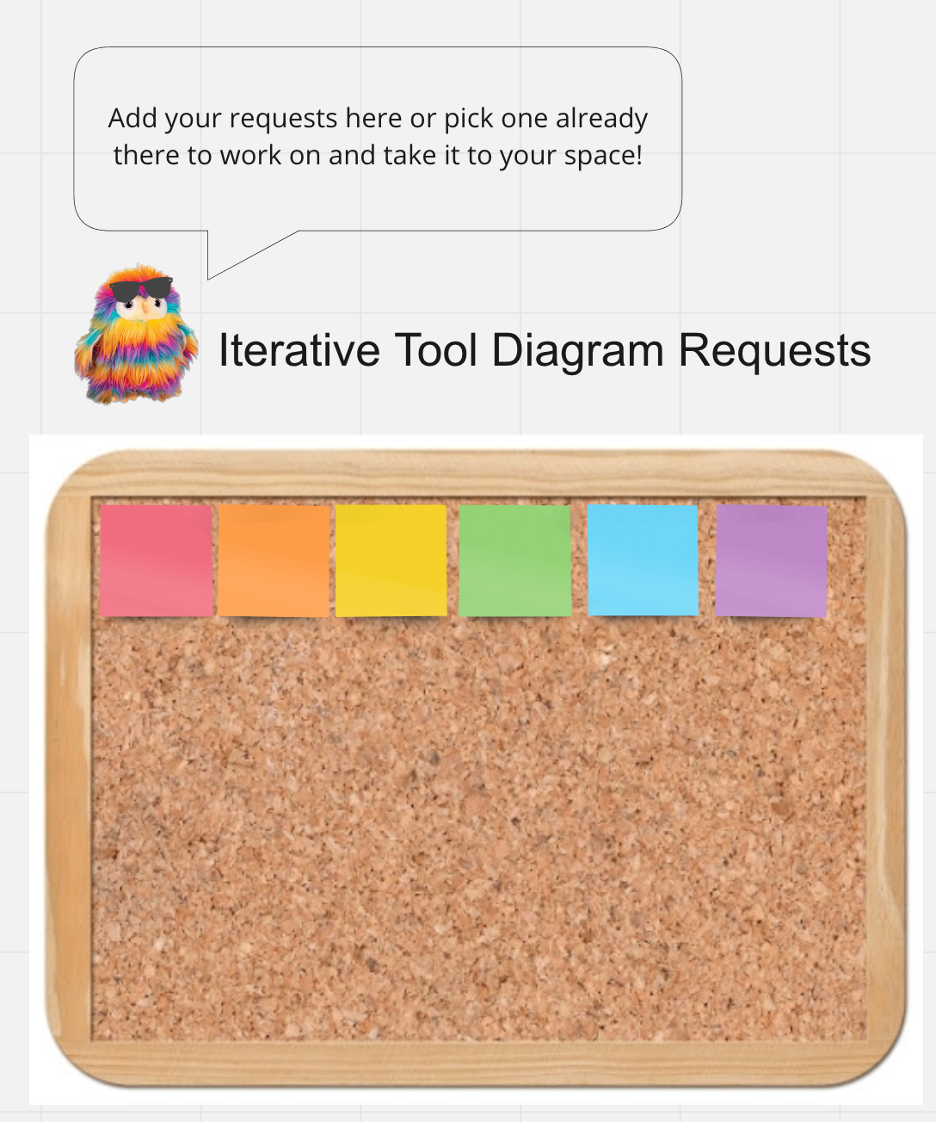 Add your requests here or pick one already
there to work on and take it to your space!
Iterative Tool Diagram Requests